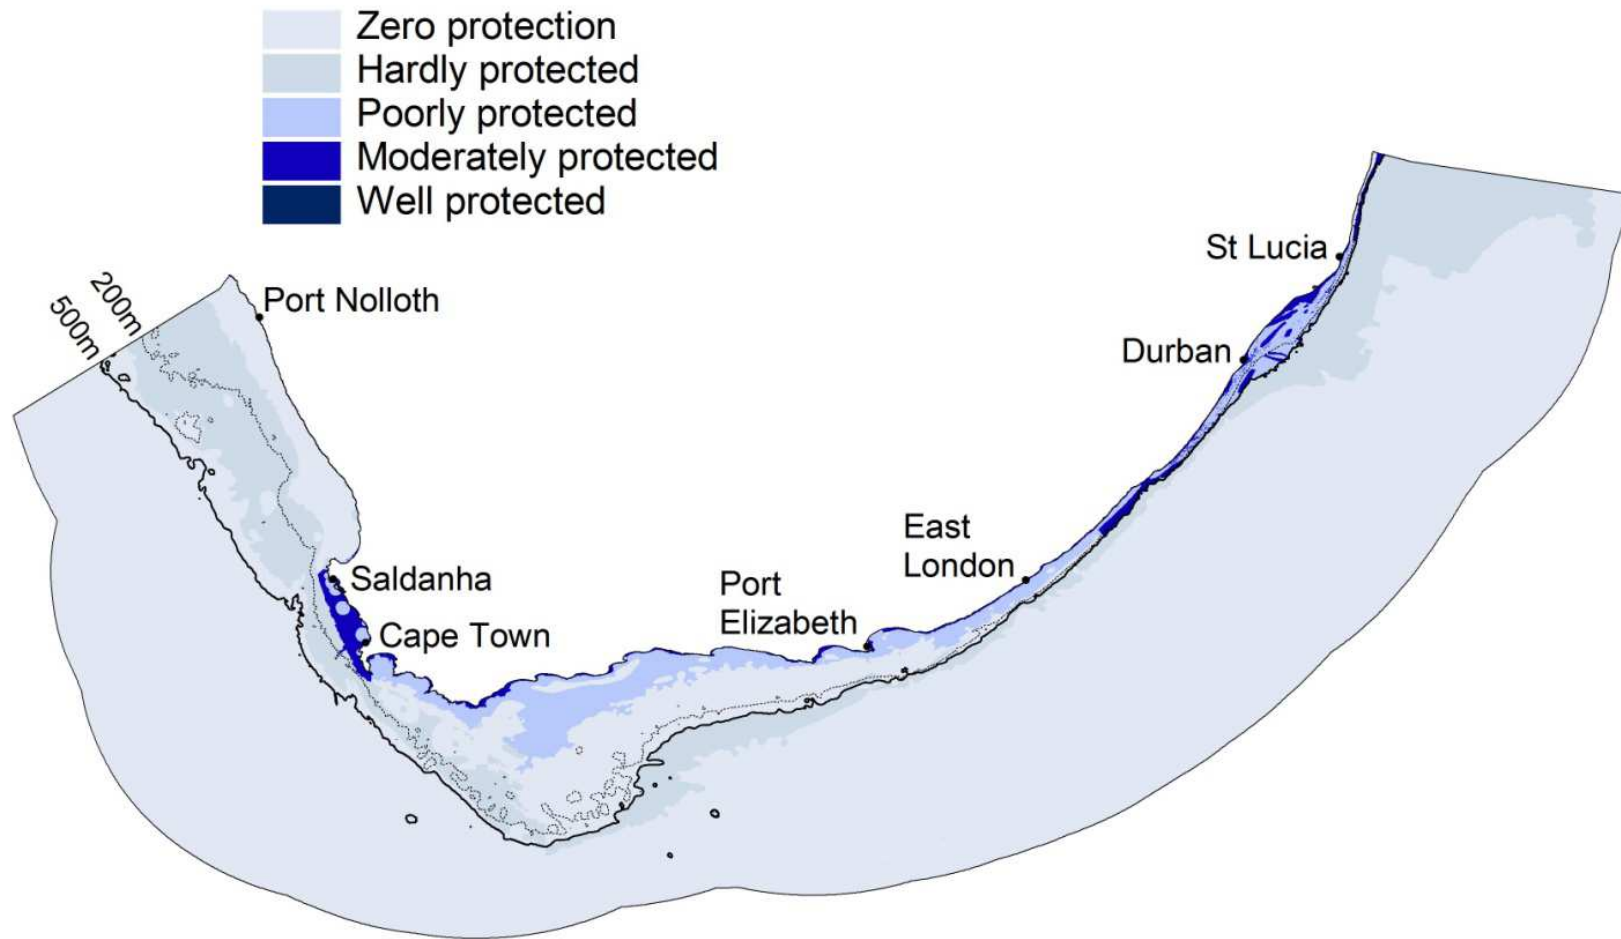 Zero protection
Hardly protected
Poorly protected
Moderately protected
Well protected
St Lucia
200m
500m
Port Nolloth
Durban
East
London
Saldanha
Port
Elizabeth
Cape Town